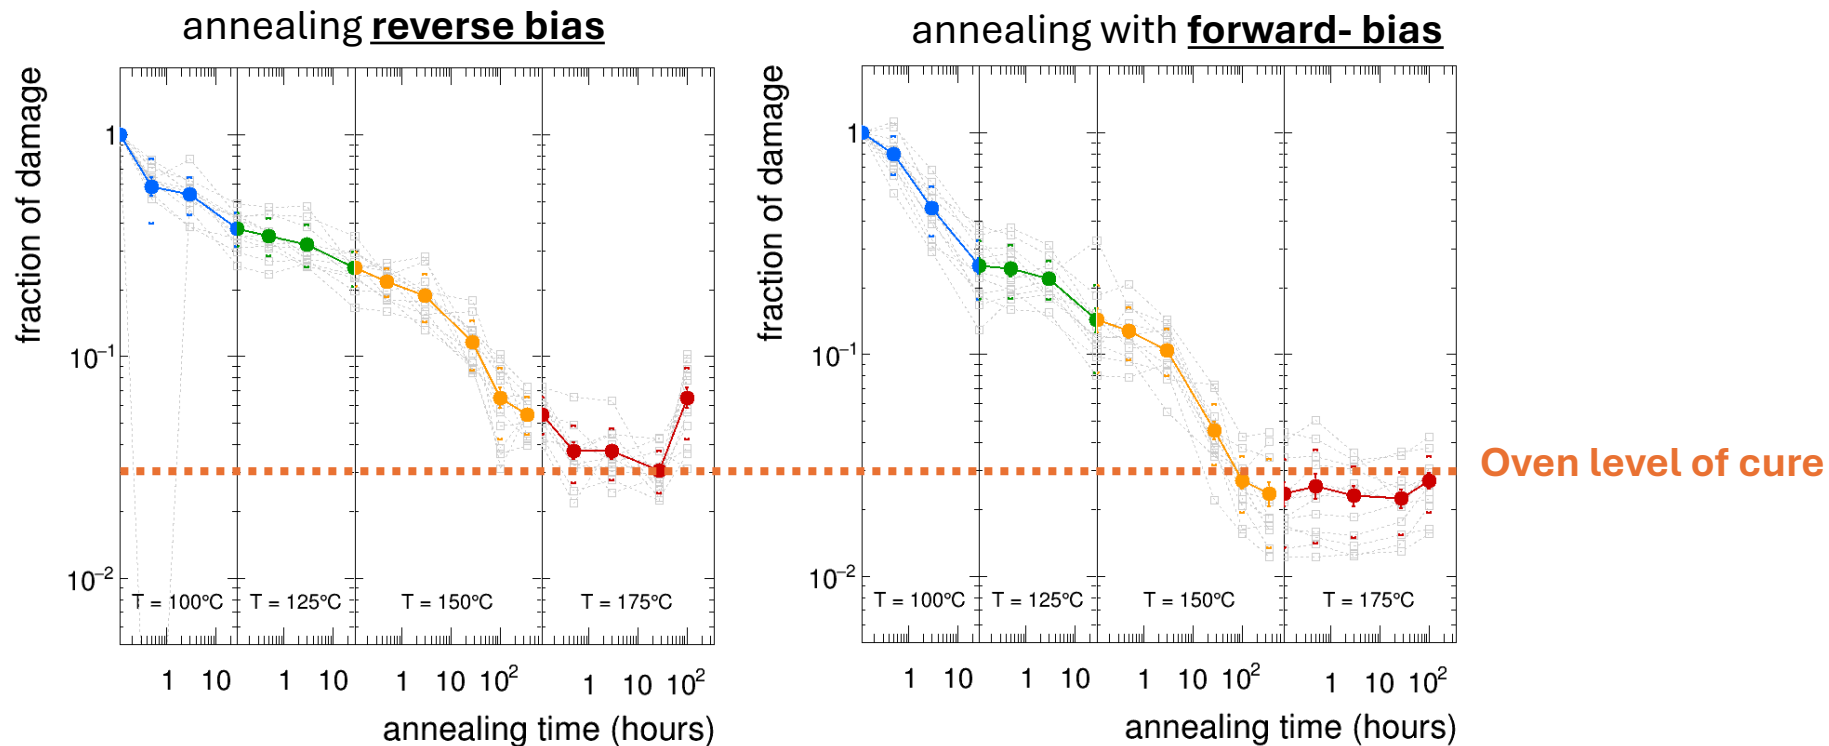 annealing reverse bias
annealing with forward- bias
fraction of damage
1
10⁻¹
10⁻²
T = 100°C
T = 125°C
T = 150°C
T = 175°C
1 10 1 10 1 10 10² 1 10 10²
annealing time (hours)
fraction of damage
1
10⁻¹
10⁻²
T = 100°C
T = 125°C
T = 150°C
T = 175°C
1 10 1 10 1 10 10² 1 10 10²
annealing time (hours)
Oven level of cure